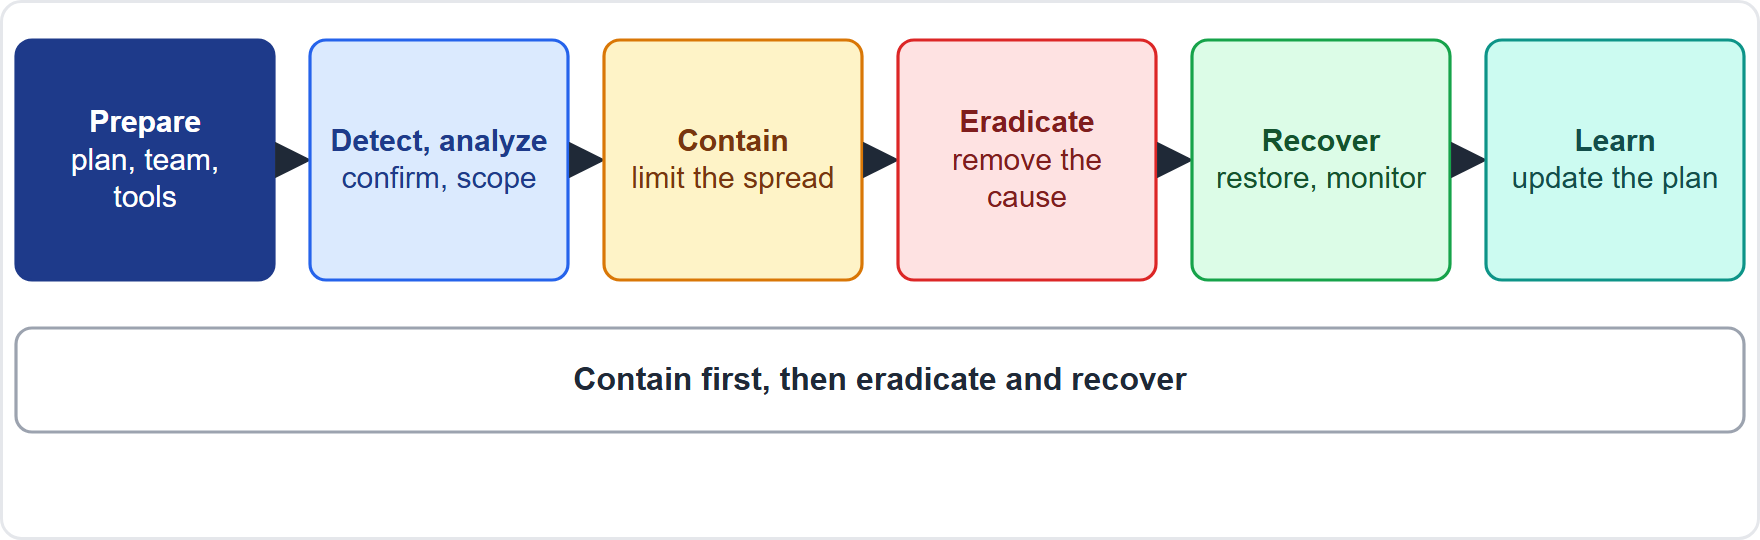 Prepare
plan, team,
tools
Detect, analyze
confirm, scope
Contain
limit the spread
Eradicate
remove the
cause
Recover
restore, monitor
Learn
update the plan
Contain first, then eradicate and recover